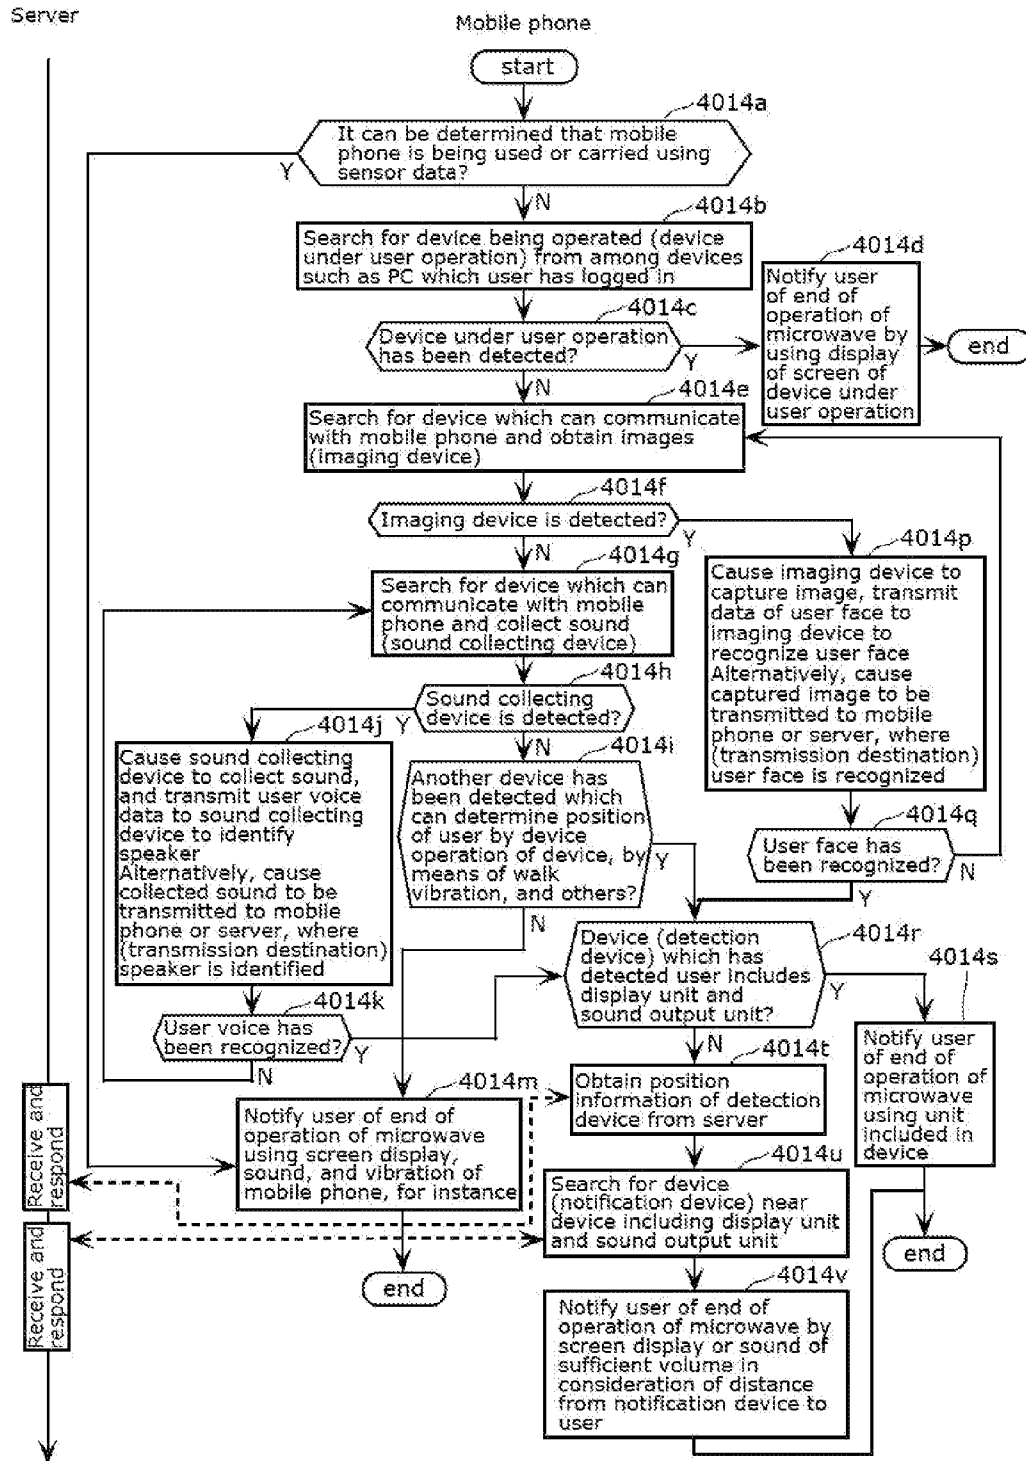 Server
Mobile phone
start
4014a
It can be determined that mobile
phone is being used or carried using
sensor data?
Y
N
4014b
Search for device being operated (device
under user operation) from among devices
such as PC which user has logged in
4014c
Device under user operation
has been detected?
Y
N
4014d
Notify user
of end of
operation of
microwave by
using display
of screen of
device under
user operation
end
4014e
Search for device which can communicate
with mobile phone and obtain images
(imaging device)
4014f
Imaging device is detected?
Y
N
4014g
Search for device which can
communicate with mobile
phone and collect sound
(sound collecting device)
4014p
Cause imaging device to
capture image, transmit
data of user face to
imaging device to
recognize user face
Alternatively, cause
captured image to be
transmitted to mobile
phone or server, where
(transmission destination)
user face is recognized
4014h
Sound collecting
device is detected?
Y
N
4014j
Cause sound collecting
device to collect sound,
and transmit user voice
data to sound collecting
device to identify
speaker
Alternatively, cause
collected sound to be
transmitted to mobile
phone or server, where
(transmission destination)
speaker is identified
4014i
Another device has
been detected which
can determine position
of user by device
operation of device, by
means of walk
vibration, and others?
Y
N
4014q
User face has
been recognized?
N
Y
4014r
Device (detection
device) which has
detected user includes
display unit and
sound output unit?
Y
N
4014s
Notify user
of end of
operation of
microwave
using unit
included in
device
end
4014k
User voice has
been recognized?
Y
N
4014m
Notify user of end of
operation of microwave
using screen display,
sound, and vibration of
mobile phone, for instance
end
4014t
Obtain position
information of detection
device from server
4014u
Search for device
(notification device) near
device including display unit
and sound output unit
4014v
Notify user of end of
operation of microwave by
screen display or sound of
sufficient volume in
consideration of distance
from notification device to
user
Receive and
respond
Receive and
respond